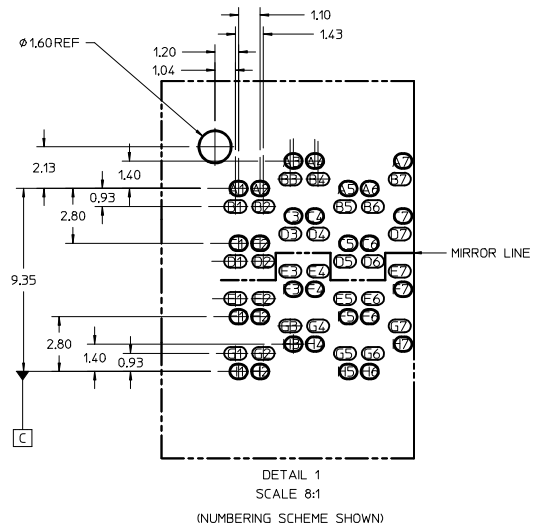 1.10
1.43
1.20
1.04
ø1.60 REF
2.13
1.40
0.93
2.80
9.35
2.80
1.40
0.93
C
A3 A4 A7
B3 B4 B7
A1 A2 A5 A6
B1 B2 B5 B6
C3 C4 C7
D3 D4 D7
C1 C2 C5 C6
D1 D2 D5 D6
MIRROR LINE
E3 E4 E7
F3 F4 F7
E1 E2 E5 E6
F1 F2 F5 F6
G3 G4 G7
H3 H4 H7
G1 G2 G5 G6
H1 H2 H5 H6
DETAIL 1
SCALE 8:1
(NUMBERING SCHEME SHOWN)